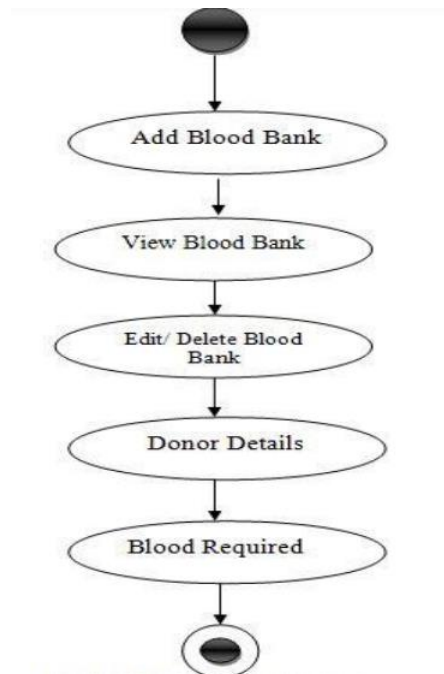 Add Blood Bank
View Blood Bank
Edit/ Delete Blood
Bank
Donor Details
Blood Required